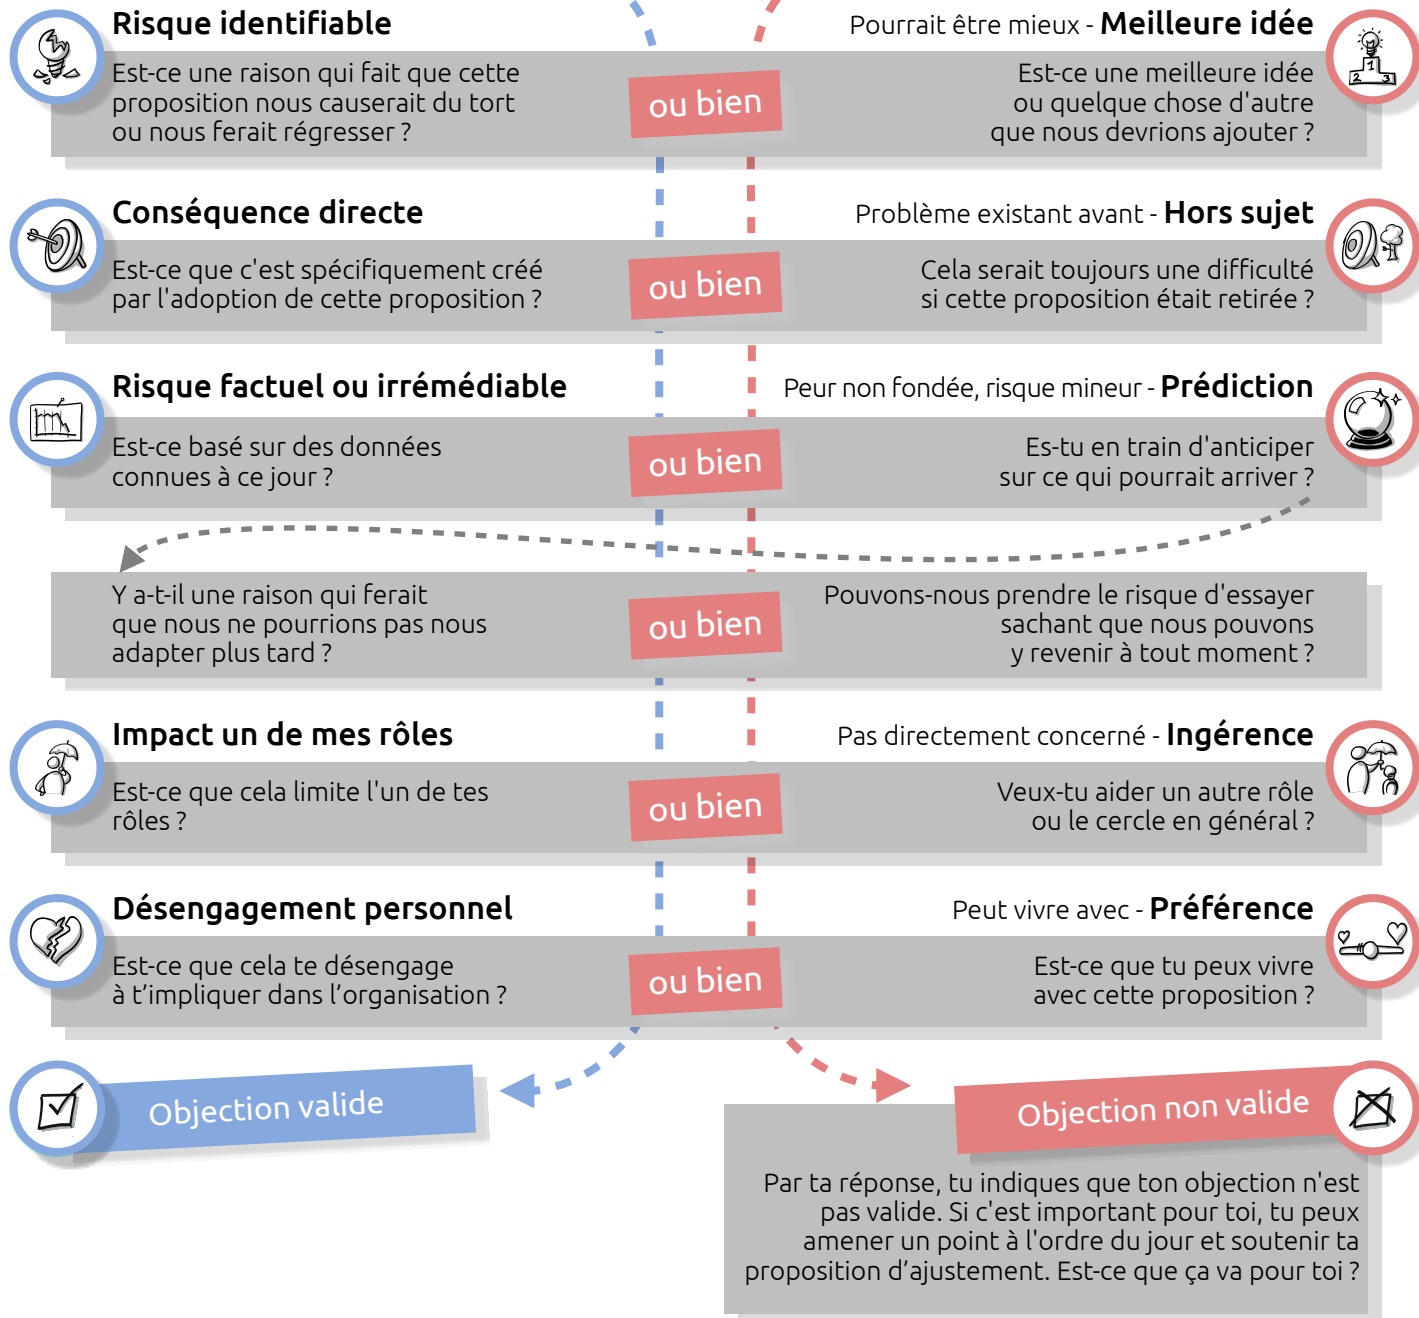 Risque identifiable
Est-ce une raison qui fait que cette
proposition nous causerait du tort
ou nous ferait régresser ?
ou bien
Pourrait être mieux - Meilleure idée
Est-ce une meilleure idée
ou quelque chose d'autre
que nous devrions ajouter ?
1
2 3
Conséquence directe
Est-ce que c'est spécifiquement créé
par l'adoption de cette proposition ?
ou bien
Problème existant avant - Hors sujet
Cela serait toujours une difficulté
si cette proposition était retirée ?
Risque factuel ou irrémédiable
Est-ce basé sur des données
connues à ce jour ?
ou bien
Peur non fondée, risque mineur - Prédiction
Es-tu en train d'anticiper
sur ce qui pourrait arriver ?
Y a-t-il une raison qui ferait
que nous ne pourrions pas nous
adapter plus tard ?
ou bien
Pouvons-nous prendre le risque d'essayer
sachant que nous pouvons
y revenir à tout moment ?
Impact un de mes rôles
Est-ce que cela limite l'un de tes
rôles ?
ou bien
Pas directement concerné - Ingérence
Veux-tu aider un autre rôle
ou le cercle en général ?
Désengagement personnel
Est-ce que cela te désengage
à t’impliquer dans l’organisation ?
ou bien
Peut vivre avec - Préférence
Est-ce que tu peux vivre
avec cette proposition ?
Objection valide
Objection non valide
Par ta réponse, tu indiques que ton objection n'est
pas valide. Si c'est important pour toi, tu peux
amener un point à l'ordre du jour et soutenir ta
proposition d’ajustement. Est-ce que ça va pour toi ?